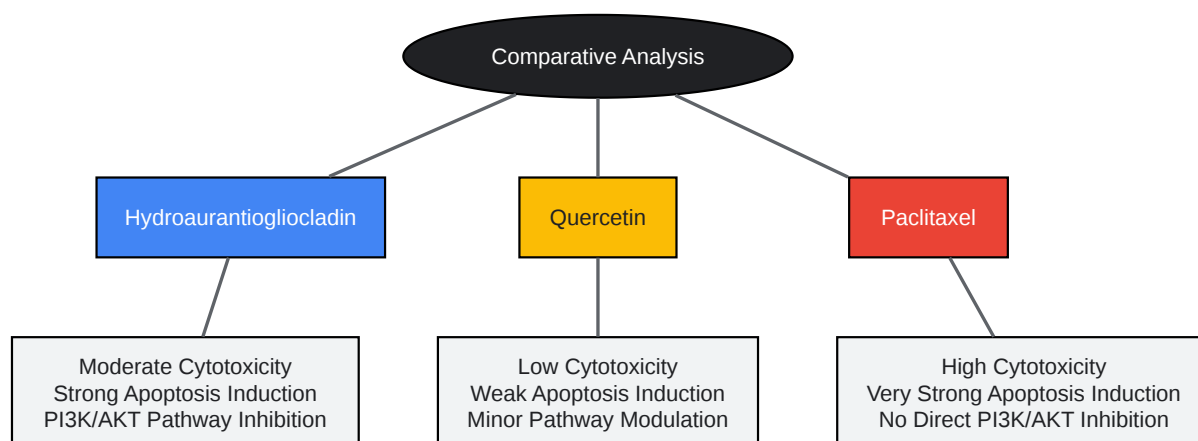 Comparative Analysis
Hydroaurantiogliocladin
Quercetin
Paclitaxel
Moderate Cytotoxicity
Strong Apoptosis Induction
PI3K/AKT Pathway Inhibition
Low Cytotoxicity
Weak Apoptosis Induction
Minor Pathway Modulation
High Cytotoxicity
Very Strong Apoptosis Induction
No Direct PI3K/AKT Inhibition